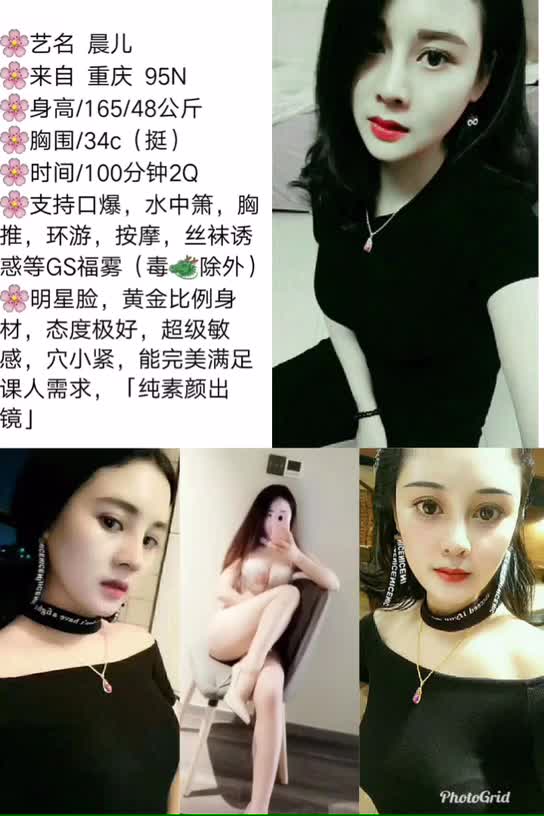 🌸艺名 晨儿
🌸来自 重庆 95N
🌸身高/165/48公斤
🌸胸围/34c（挺）
🌸时间/100分钟2Q
🌸支持口爆，水中箫，胸
推，环游，按摩，丝袜诱
惑等GS福雾（毒🐲除外）
🌸明星脸，黄金比例身
材，态度极好，超级敏
感，穴小紧，能完美满足
课人需求，「纯素颜出
镜」
PhotoGrid